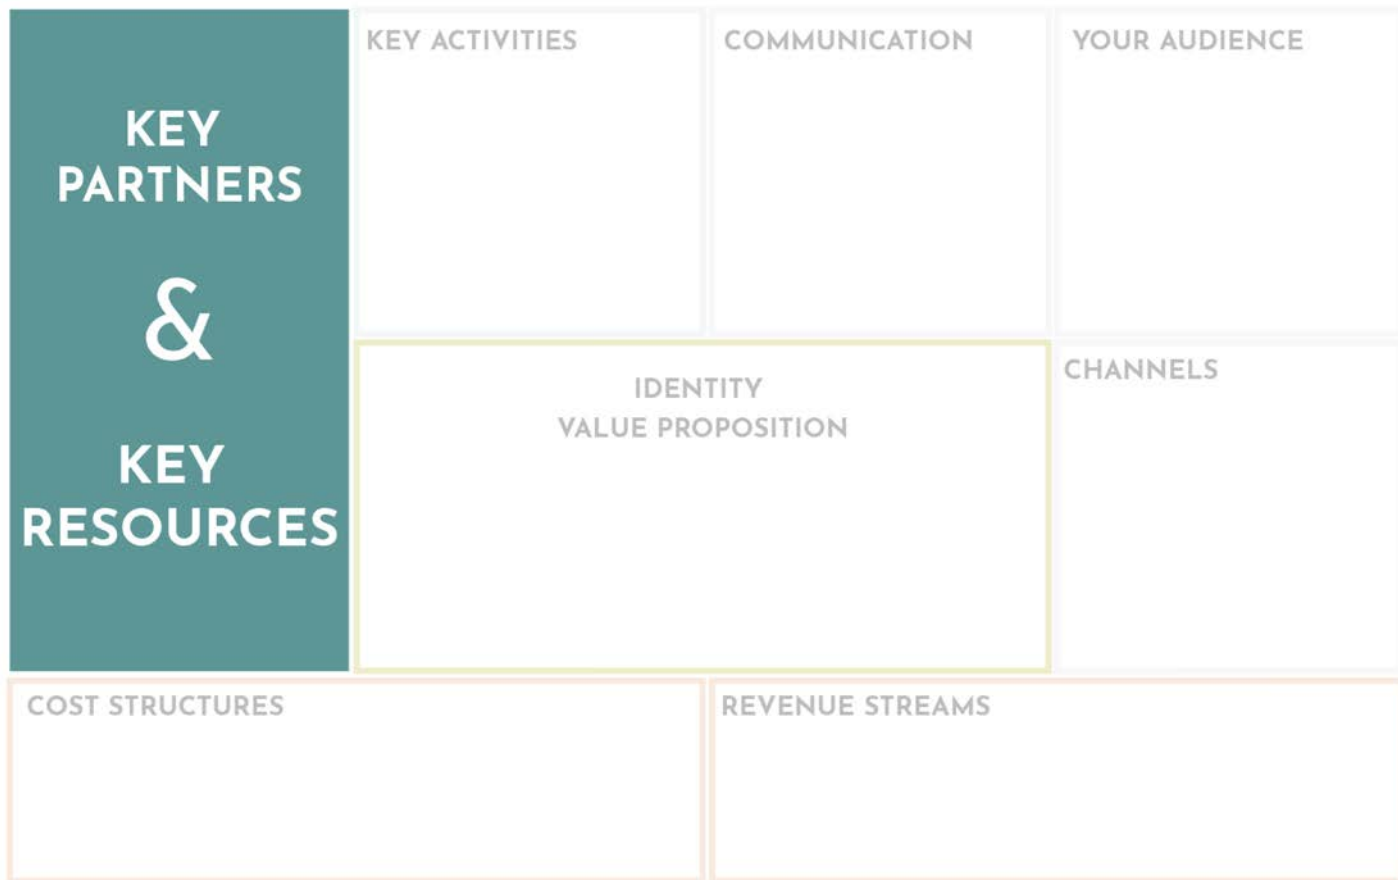 KEY
PARTNERS
&
KEY
RESOURCES
KEY ACTIVITIES
COMMUNICATION
YOUR AUDIENCE
IDENTITY
VALUE PROPOSITION
CHANNELS
COST STRUCTURES
REVENUE STREAMS